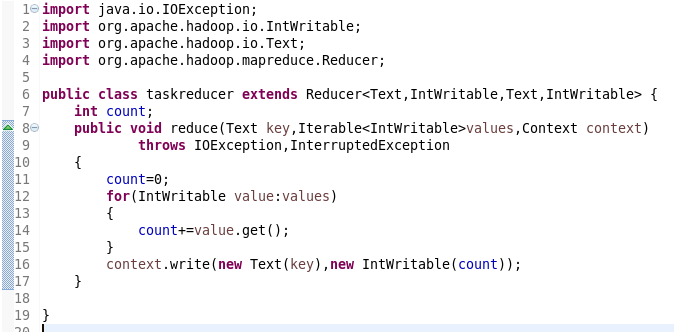 1 import java.io.IOException;
2 import org.apache.hadoop.io.IntWritable;
3 import org.apache.hadoop.io.Text;
4 import org.apache.hadoop.mapreduce.Reducer;
5
6 public class taskreducer extends Reducer<Text,IntWritable,Text,IntWritable> {
7     int count;
8     public void reduce(Text key,Iterable<IntWritable>values,Context context)
9             throws IOException,InterruptedException
10     {
11         count=0;
12         for(IntWritable value:values)
13         {
14             count+=value.get();
15         }
16         context.write(new Text(key),new IntWritable(count));
17     }
18
19 }
20